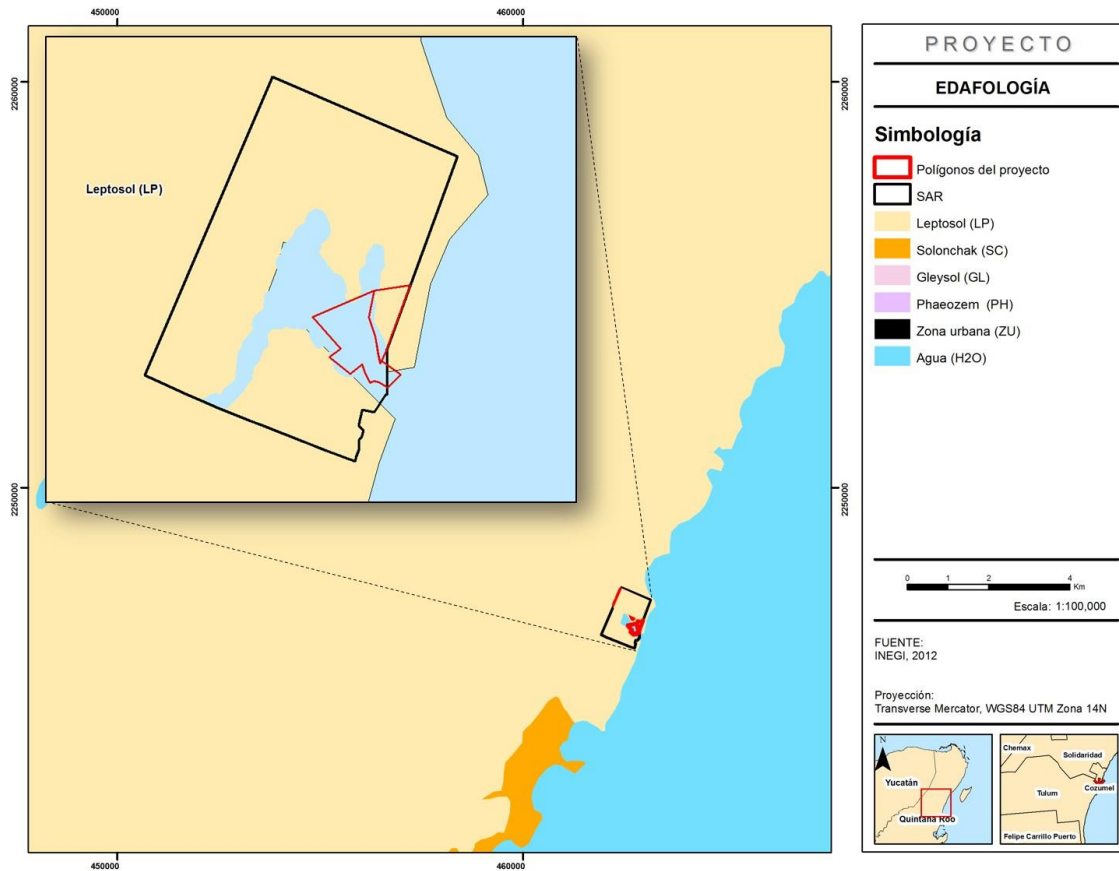 450000
460000
2260000
2260000
Leptosol (LP)
2250000
2250000
450000
460000
PROYECTO
EDAFOLOGÍA
Simbología
Polígonos del proyecto
SAR
Leptosol (LP)
Solonchak (SC)
Gleysol (GL)
Phaeozem (PH)
Zona urbana (ZU)
Agua (H2O)
0 1 2 4
Km
Escala: 1:100,000
FUENTE:
INEGI, 2012
Proyección:
Transverse Mercator, WGS84 UTM Zona 14N
N
Yucatán
Quintana Roo
Chemax
Solidaridad
Cozumel
Tulum
Felipe Carrillo Puerto